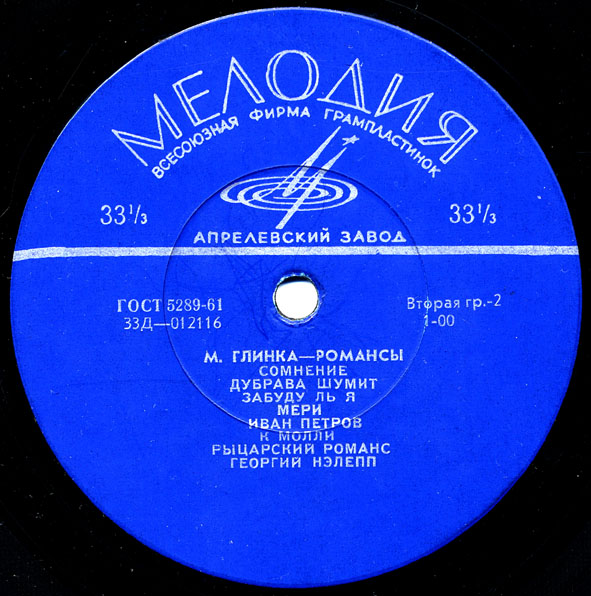 МЕЛОДИЯ
ВСЕСОЮЗНАЯ ФИРМА ГРАМПЛАСТИНОК
33⅓ 33⅓
АПРЕЛЕВСКИЙ ЗАВОД
ГОСТ 5289-61 Вторая гр.-2
33Д—012116 1-00
М. ГЛИНКА—РОМАНСЫ
СОМНЕНИЕ
ДУБРАВА ШУМИТ
ЗАБУДУ ЛЬ Я
МЕРИ
ИВАН ПЕТРОВ
К МОЛЛИ
РЫЦАРСКИЙ РОМАНС
ГЕОРГИЙ НЭЛЕПП